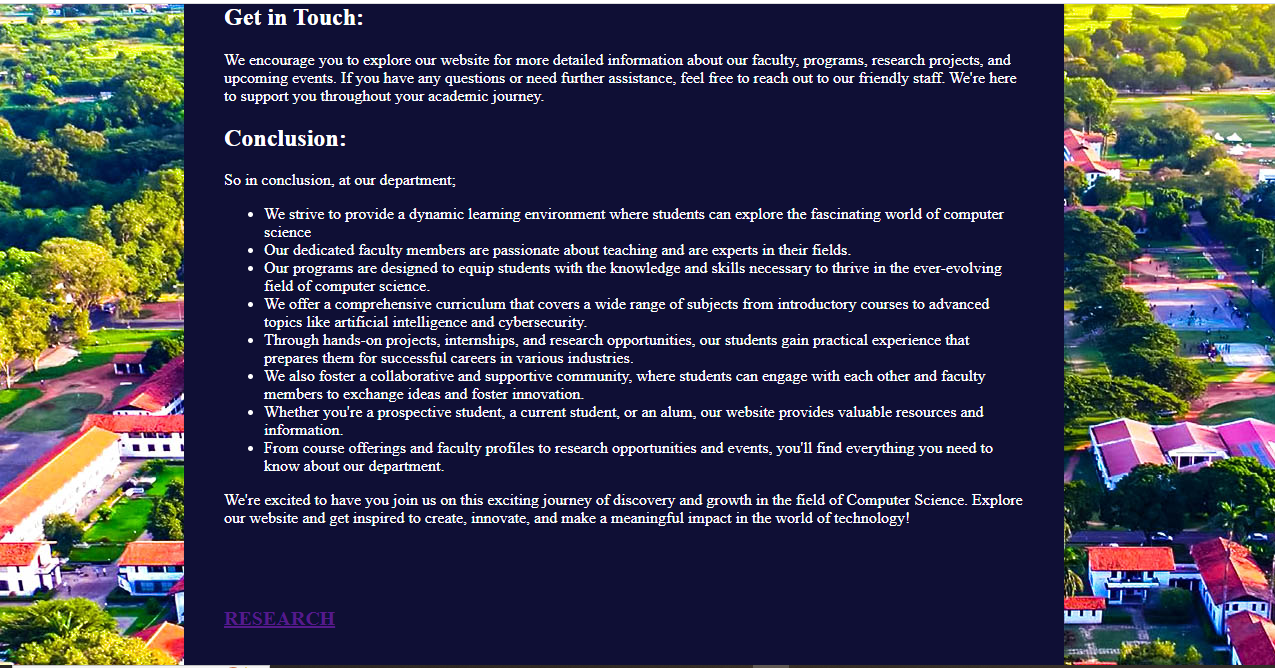 Get in Touch:
We encourage you to explore our website for more detailed information about our faculty, programs, research projects, and
upcoming events. If you have any questions or need further assistance, feel free to reach out to our friendly staff. We're here
to support you throughout your academic journey.
Conclusion:
So in conclusion, at our department;
• We strive to provide a dynamic learning environment where students can explore the fascinating world of computer
science
• Our dedicated faculty members are passionate about teaching and are experts in their fields.
• Our programs are designed to equip students with the knowledge and skills necessary to thrive in the ever-evolving
field of computer science.
• We offer a comprehensive curriculum that covers a wide range of subjects from introductory courses to advanced
topics like artificial intelligence and cybersecurity.
• Through hands-on projects, internships, and research opportunities, our students gain practical experience that
prepares them for successful careers in various industries.
• We also foster a collaborative and supportive community, where students can engage with each other and faculty
members to exchange ideas and foster innovation.
• Whether you're a prospective student, a current student, or an alum, our website provides valuable resources and
information.
• From course offerings and faculty profiles to research opportunities and events, you'll find everything you need to
know about our department.
We're excited to have you join us on this exciting journey of discovery and growth in the field of Computer Science. Explore
our website and get inspired to create, innovate, and make a meaningful impact in the world of technology!
RESEARCH